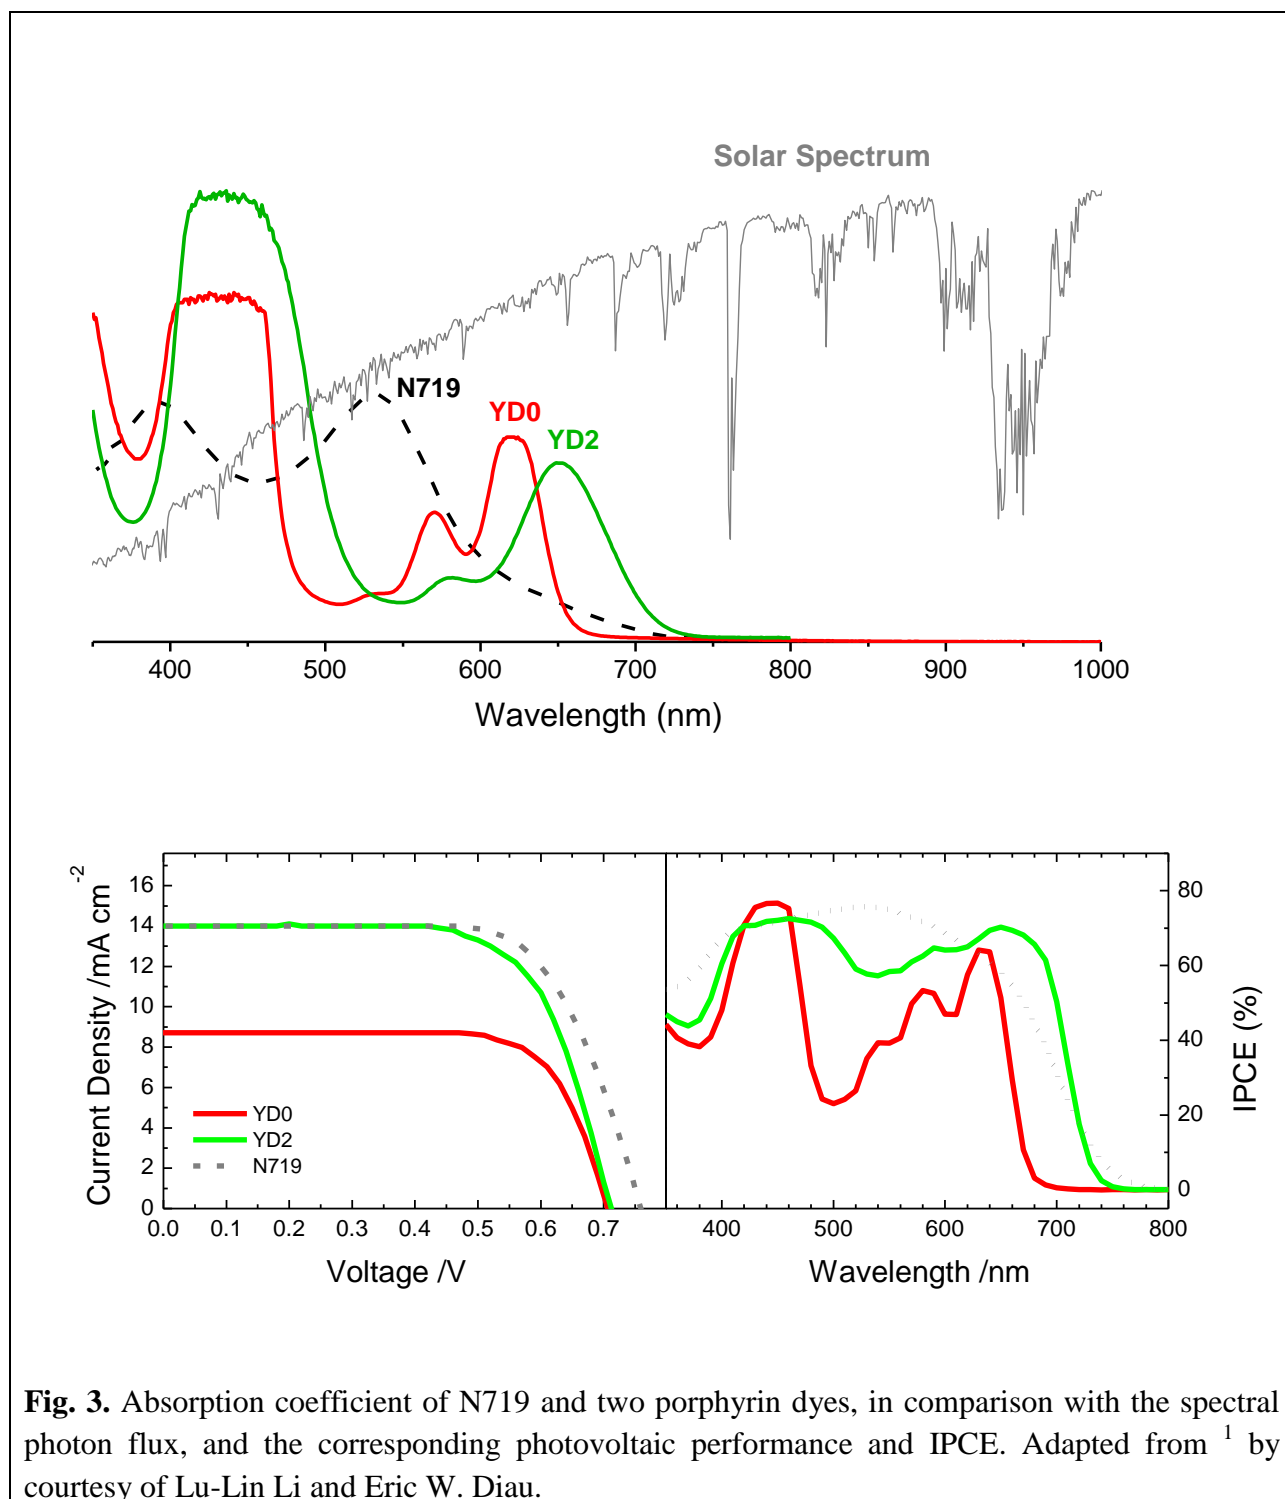 Solar Spectrum
N719
YD0
YD2
400 500 600 700 800 900 1000
Wavelength (nm)
Current Density /mA cm-2
16
14
12
10
8
6
4
2
0
YD0
YD2
N719
0.0 0.1 0.2 0.3 0.4 0.5 0.6 0.7
Voltage /V
80
60
40
20
0
IPCE (%)
400 500 600 700 800
Wavelength /nm
Fig. 3. Absorption coefficient of N719 and two porphyrin dyes, in comparison with the spectral
photon flux, and the corresponding photovoltaic performance and IPCE. Adapted from 1 by
courtesy of Lu-Lin Li and Eric W. Diau.